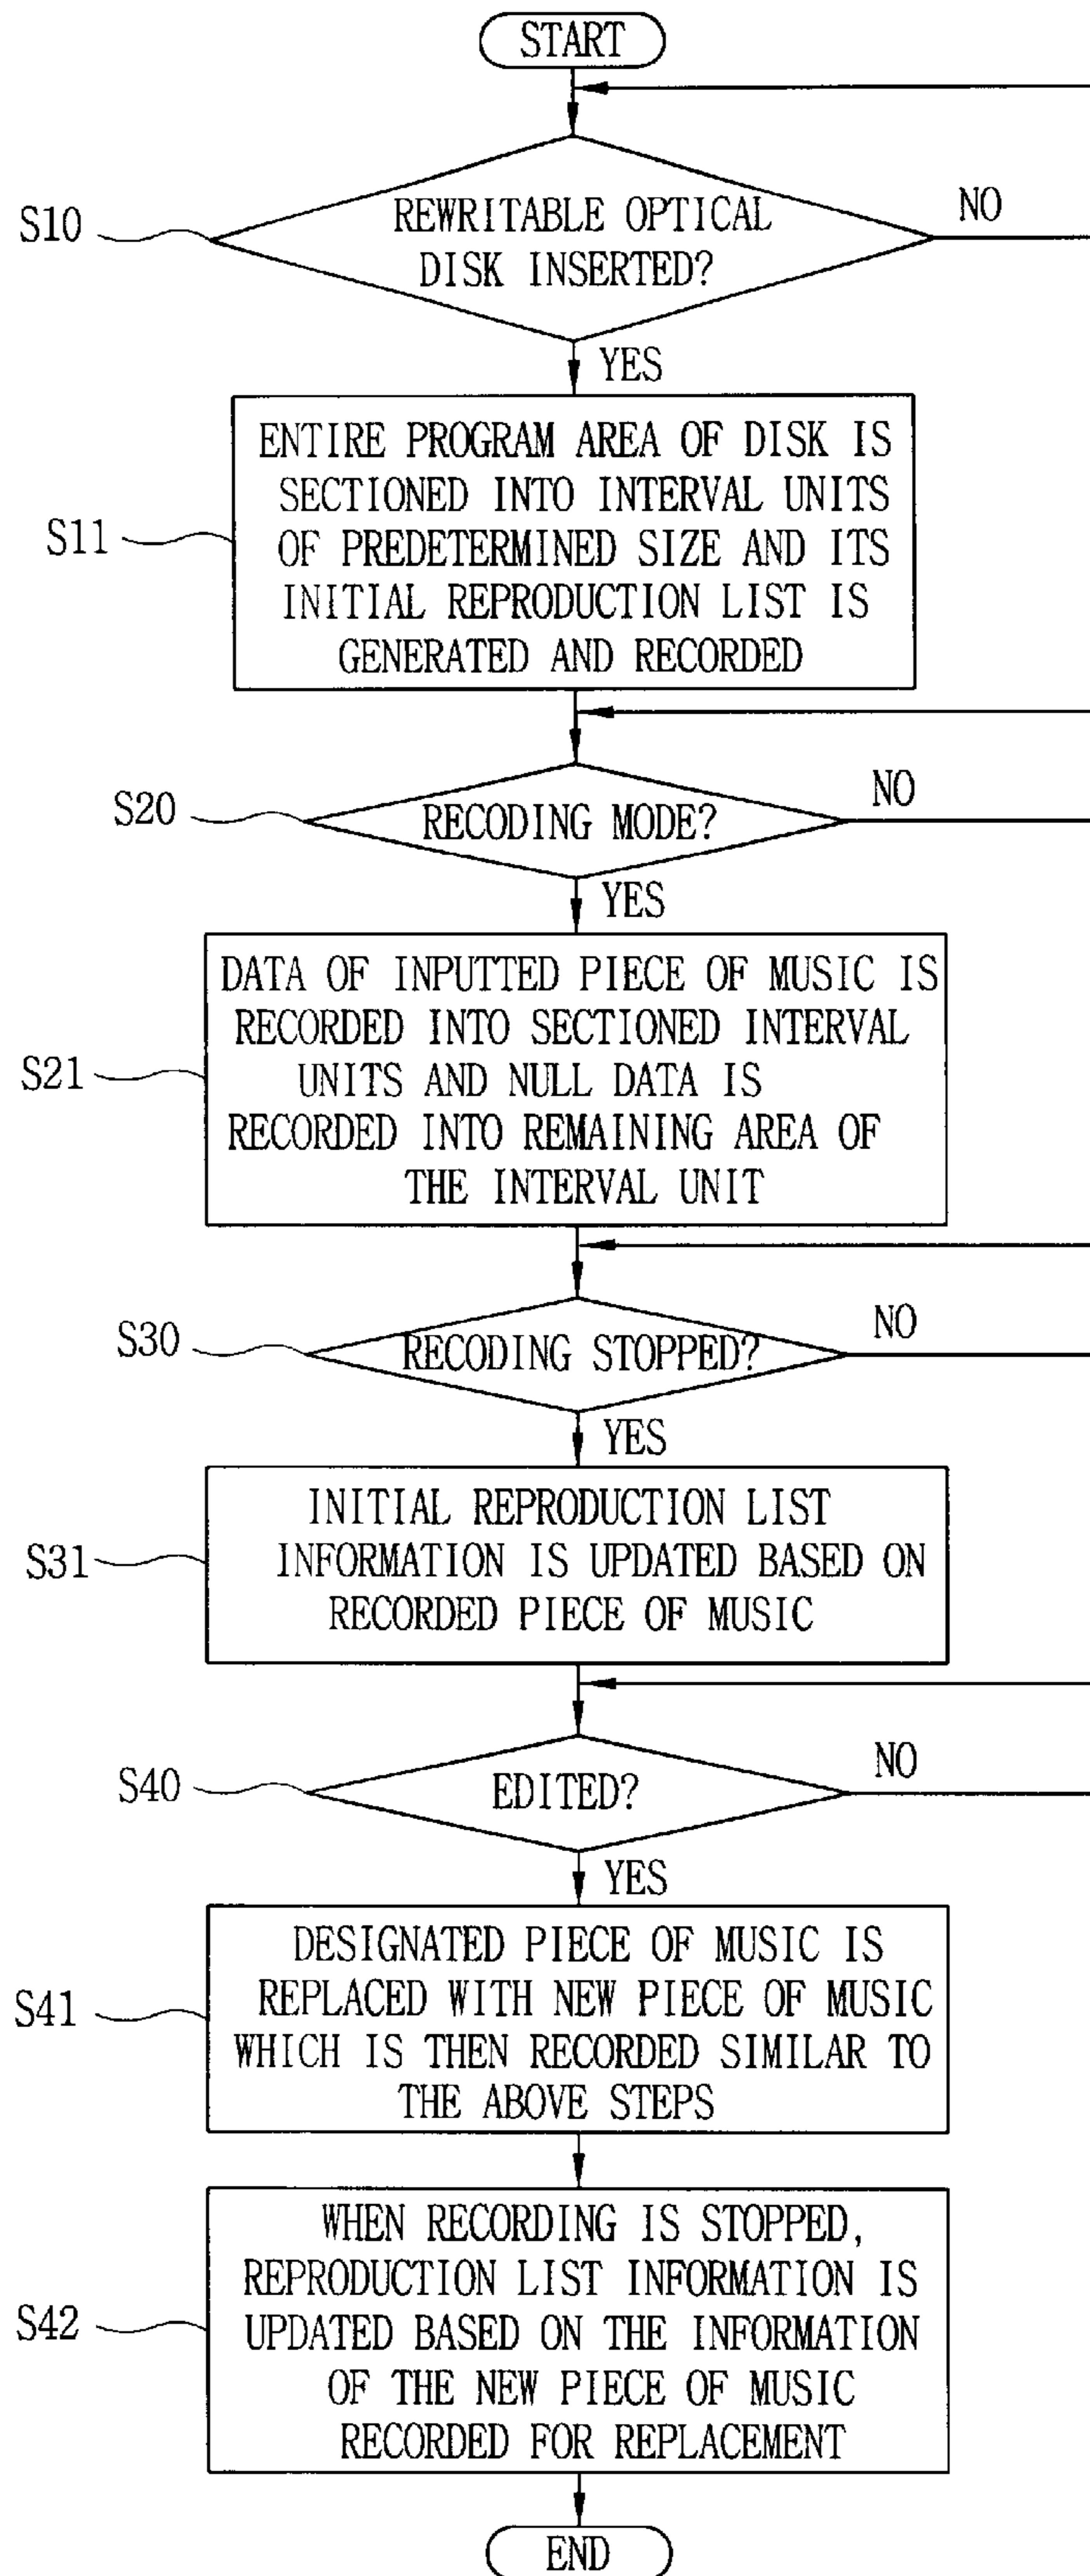 START
S10
REWRITABLE OPTICAL
DISK INSERTED?
NO
YES
S11
ENTIRE PROGRAM AREA OF DISK IS
SECTIONED INTO INTERVAL UNITS
OF PREDETERMINED SIZE AND ITS
INITIAL REPRODUCTION LIST IS
GENERATED AND RECORDED
S20
RECODING MODE?
NO
YES
S21
DATA OF INPUTTED PIECE OF MUSIC IS
RECORDED INTO SECTIONED INTERVAL
UNITS AND NULL DATA IS
RECORDED INTO REMAINING AREA OF
THE INTERVAL UNIT
S30
RECODING STOPPED?
NO
YES
S31
INITIAL REPRODUCTION LIST
INFORMATION IS UPDATED BASED ON
RECORDED PIECE OF MUSIC
S40
EDITED?
NO
YES
S41
DESIGNATED PIECE OF MUSIC IS
REPLACED WITH NEW PIECE OF MUSIC
WHICH IS THEN RECORDED SIMILAR TO
THE ABOVE STEPS
S42
WHEN RECORDING IS STOPPED,
REPRODUCTION LIST INFORMATION IS
UPDATED BASED ON THE INFORMATION
OF THE NEW PIECE OF MUSIC
RECORDED FOR REPLACEMENT
END